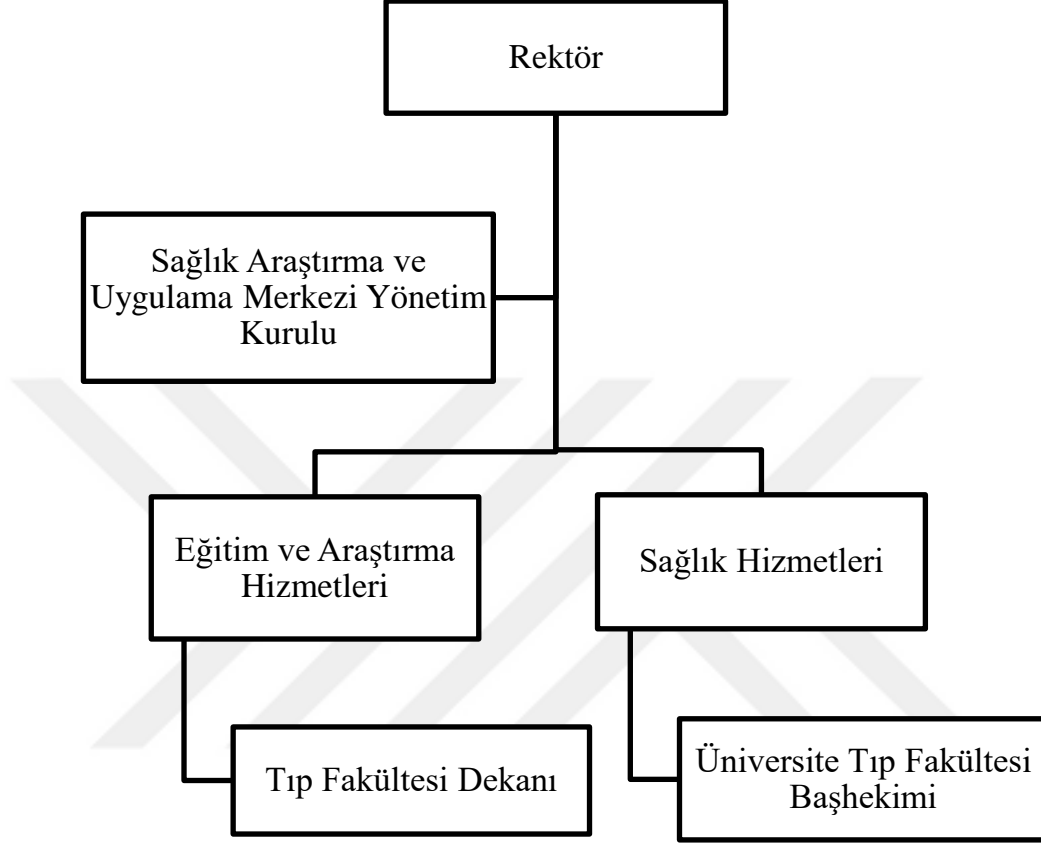 Rektör
Sağlık Araştırma ve
Uygulama Merkezi Yönetim
Kurulu
Eğitim ve Araştırma
Hizmetleri
Sağlık Hizmetleri
Tıp Fakültesi Dekanı
Üniversite Tıp Fakültesi
Başhekimi